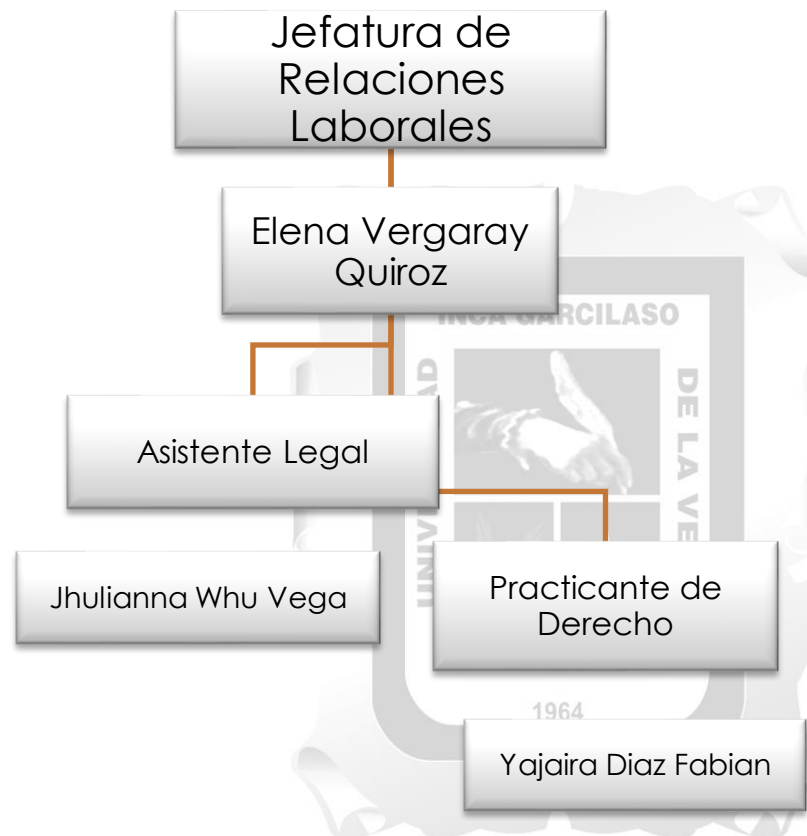 Jefatura de
Relaciones
Laborales
Elena Vergaray
Quiroz
INCA GARCILASO
DE LA VE
Asistente Legal
Jhulianna Whu Vega
Practicante de
Derecho
1964
Yajaira Diaz Fabian